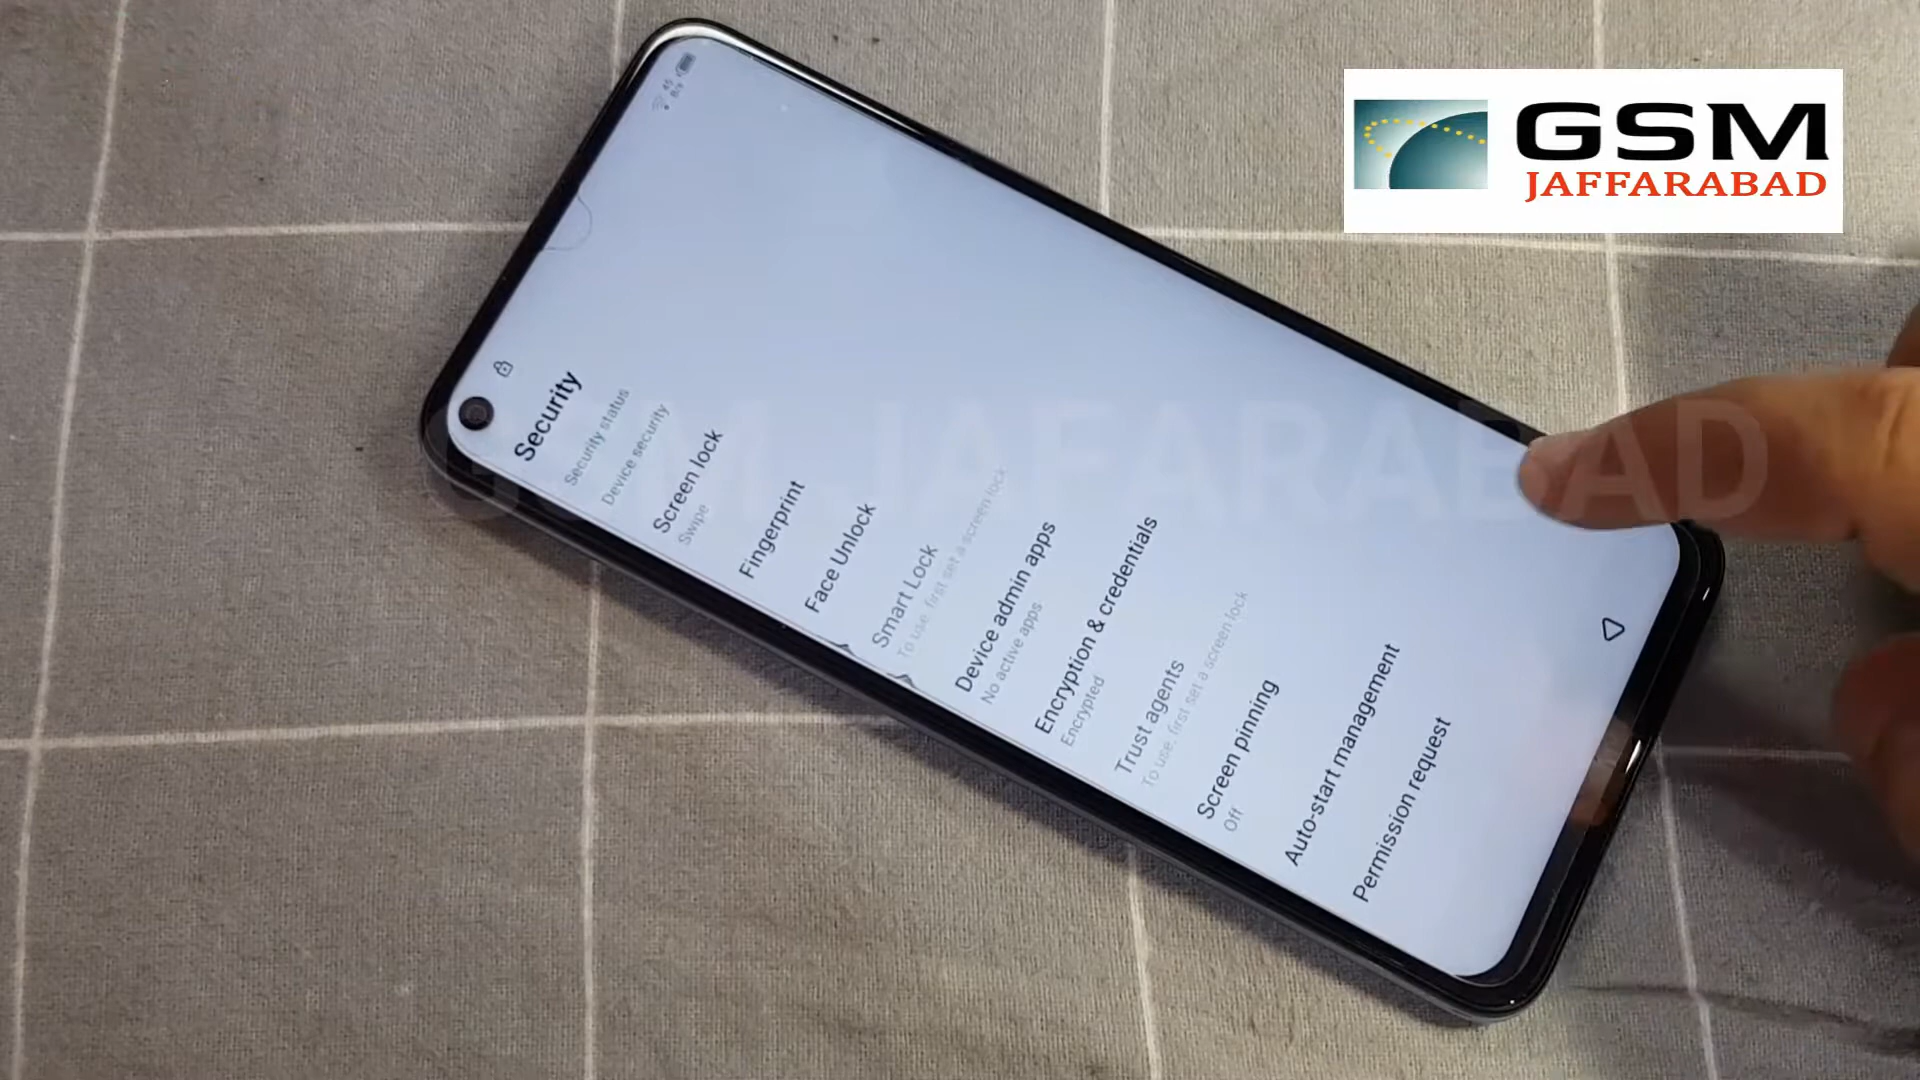 GSM
JAFFARABAD
GSM JAFARABAD
Security
Security status
Device security
Screen lock
Swipe
Fingerprint
Face Unlock
Smart Lock
To use, first set a screen lock
Device admin apps
No active apps
Encryption & credentials
Encrypted
Trust agents
To use, first set a screen lock
Screen pinning
Off
Auto-start management
Permission request